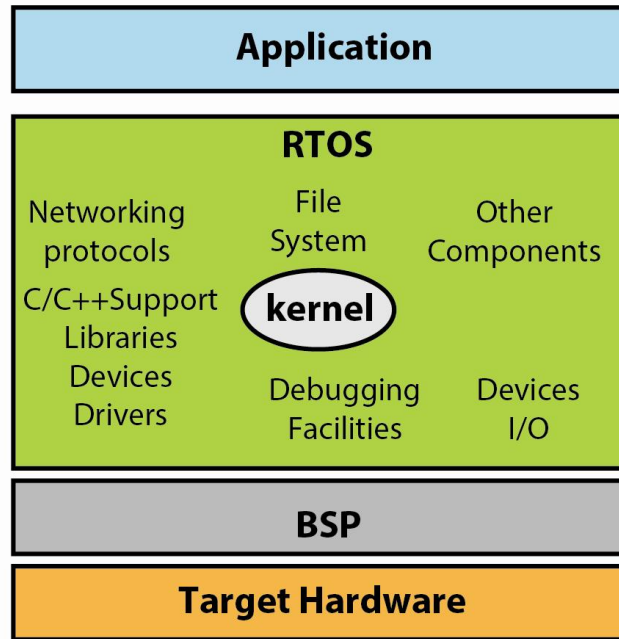 Application
RTOS
Networking
protocols
File
System
Other
Components
C/C++Support
Libraries
Devices
Drivers
kernel
Debugging
Facilities
Devices
I/O
BSP
Target Hardware